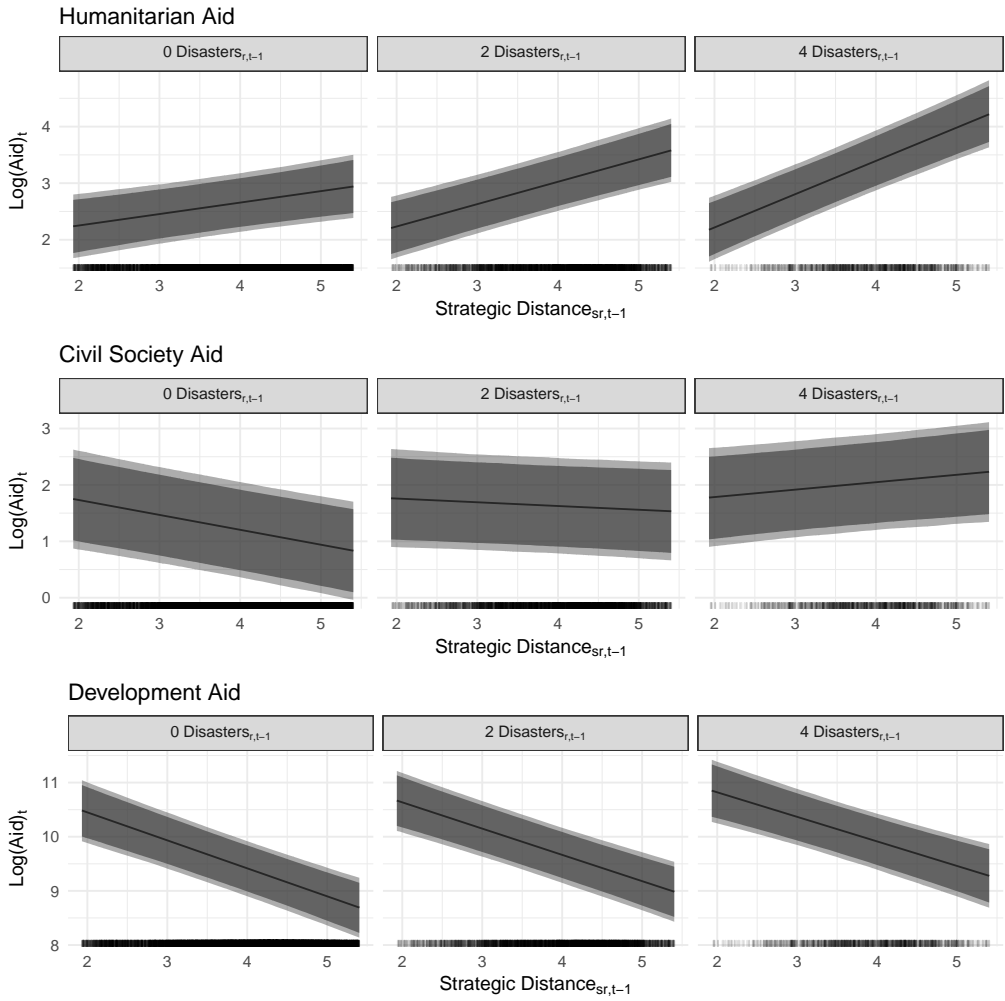 Humanitarian Aid
0 Disasters r,t−1 2 Disasters r,t−1 4 Disasters r,t−1
4
3
2
Log(Aid)t
2 3 4 5 2 3 4 5 2 3 4 5
Strategic Distance sr,t−1
Civil Society Aid
0 Disasters r,t−1 2 Disasters r,t−1 4 Disasters r,t−1
3
2
1
0
Log(Aid)t
2 3 4 5 2 3 4 5 2 3 4 5
Strategic Distance sr,t−1
Development Aid
0 Disasters r,t−1 2 Disasters r,t−1 4 Disasters r,t−1
11
10
9
8
Log(Aid)t
2 3 4 5 2 3 4 5 2 3 4 5
Strategic Distance sr,t−1